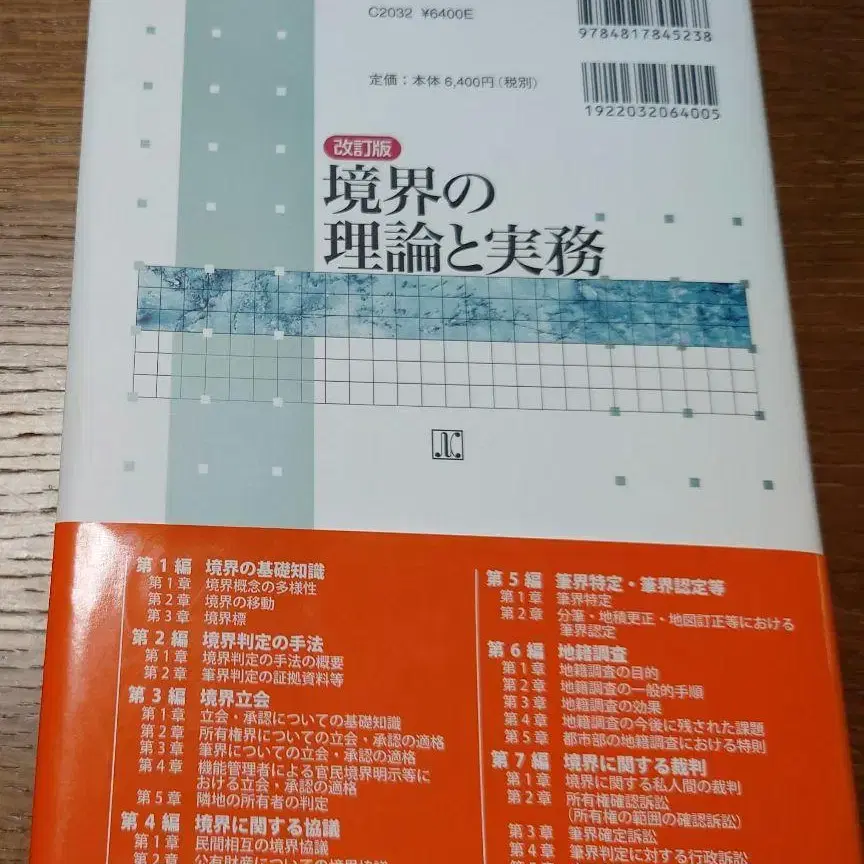 C2032 ¥6400E
9784817845238
定価：本体6,400円(税別)
1922032064005
改訂版
境界の
理論と実務
第1編 境界の基礎知識
第1章 境界概念の多様性
第2章 境界の移動
第3章 境界標
第2編 境界判定の手法
第1章 境界判定の手法の概要
第2章 筆界判定の証拠資料等
第3編 境界立会
第1章 立会・承認についての基礎知識
第2章 所有権界についての立会・承認の適格
第3章 筆界についての立会・承認の適格
第4章 機能管理者による官民境界明示等に
おける立会・承認の適格
第5章 隣地の所有者の判定
第4編 境界に関する協議
第1章 民間相互の境界協議
第2章 公有財産についての境界協議
第5編 筆界特定・筆界認定等
第1章 筆界特定
第2章 分筆・地積更正・地図訂正等における
筆界認定
第6編 地籍調査
第1章 地籍調査の目的
第2章 地籍調査の一般的手順
第3章 地籍調査の効果
第4章 地籍調査の今後に残された課題
第5章 都市部の地籍調査における特則
第7編 境界に関する裁判
第1章 境界に関する私人間の裁判
第2章 所有権確認訴訟
(所有権の範囲の確認訴訟)
第3章 筆界確定訴訟
第4章 筆界判定に対する行政訴訟